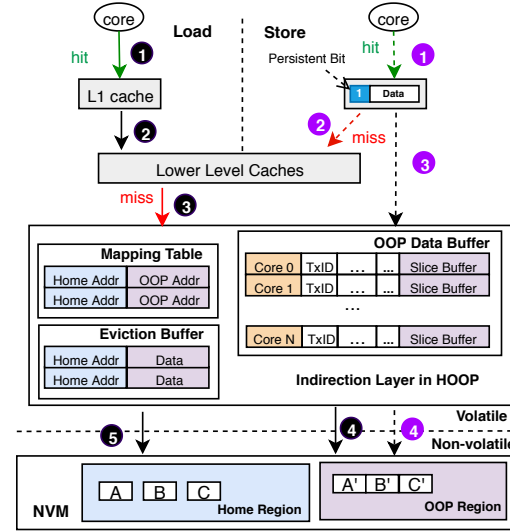 core
core
Load
Store
hit
1
hit
1
Persistent Bit
L1 cache
1
Data
2
2
miss
3
Lower Level Caches
miss
3
Mapping Table
Home Addr
OOP Addr
Home Addr
OOP Addr
OOP Data Buffer
Core 0
TxID
...
...
Slice Buffer
Core 1
TxID
...
...
Slice Buffer
...
Core N
TxID
...
...
Slice Buffer
Eviction Buffer
Home Addr
Data
Home Addr
Data
Indirection Layer in HOOP
Volatile
5
4
4
Non-volatile
NVM
A
B
C
Home Region
A'
B'
C'
OOP Region